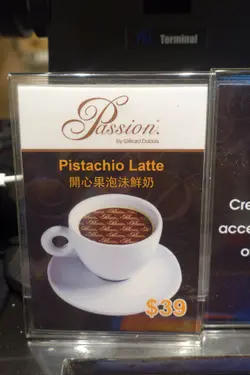 Terminal
Passion.
by Gérard Dubois
Pistachio Latte
開心果泡沫鮮奶
$39
Cre
acce
o